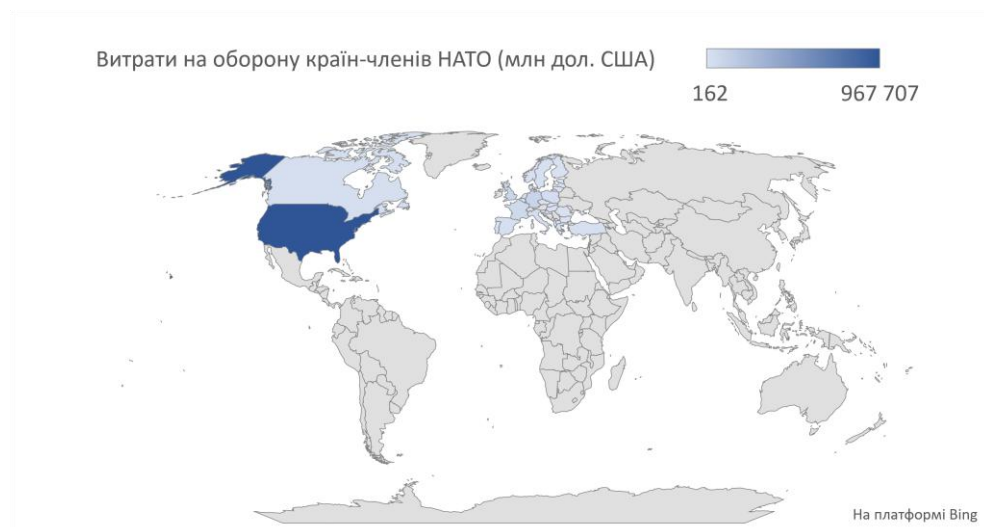 Витрати на оборону країн-членів НАТО (млн дол. США)
162 967 707
На платформі Bing